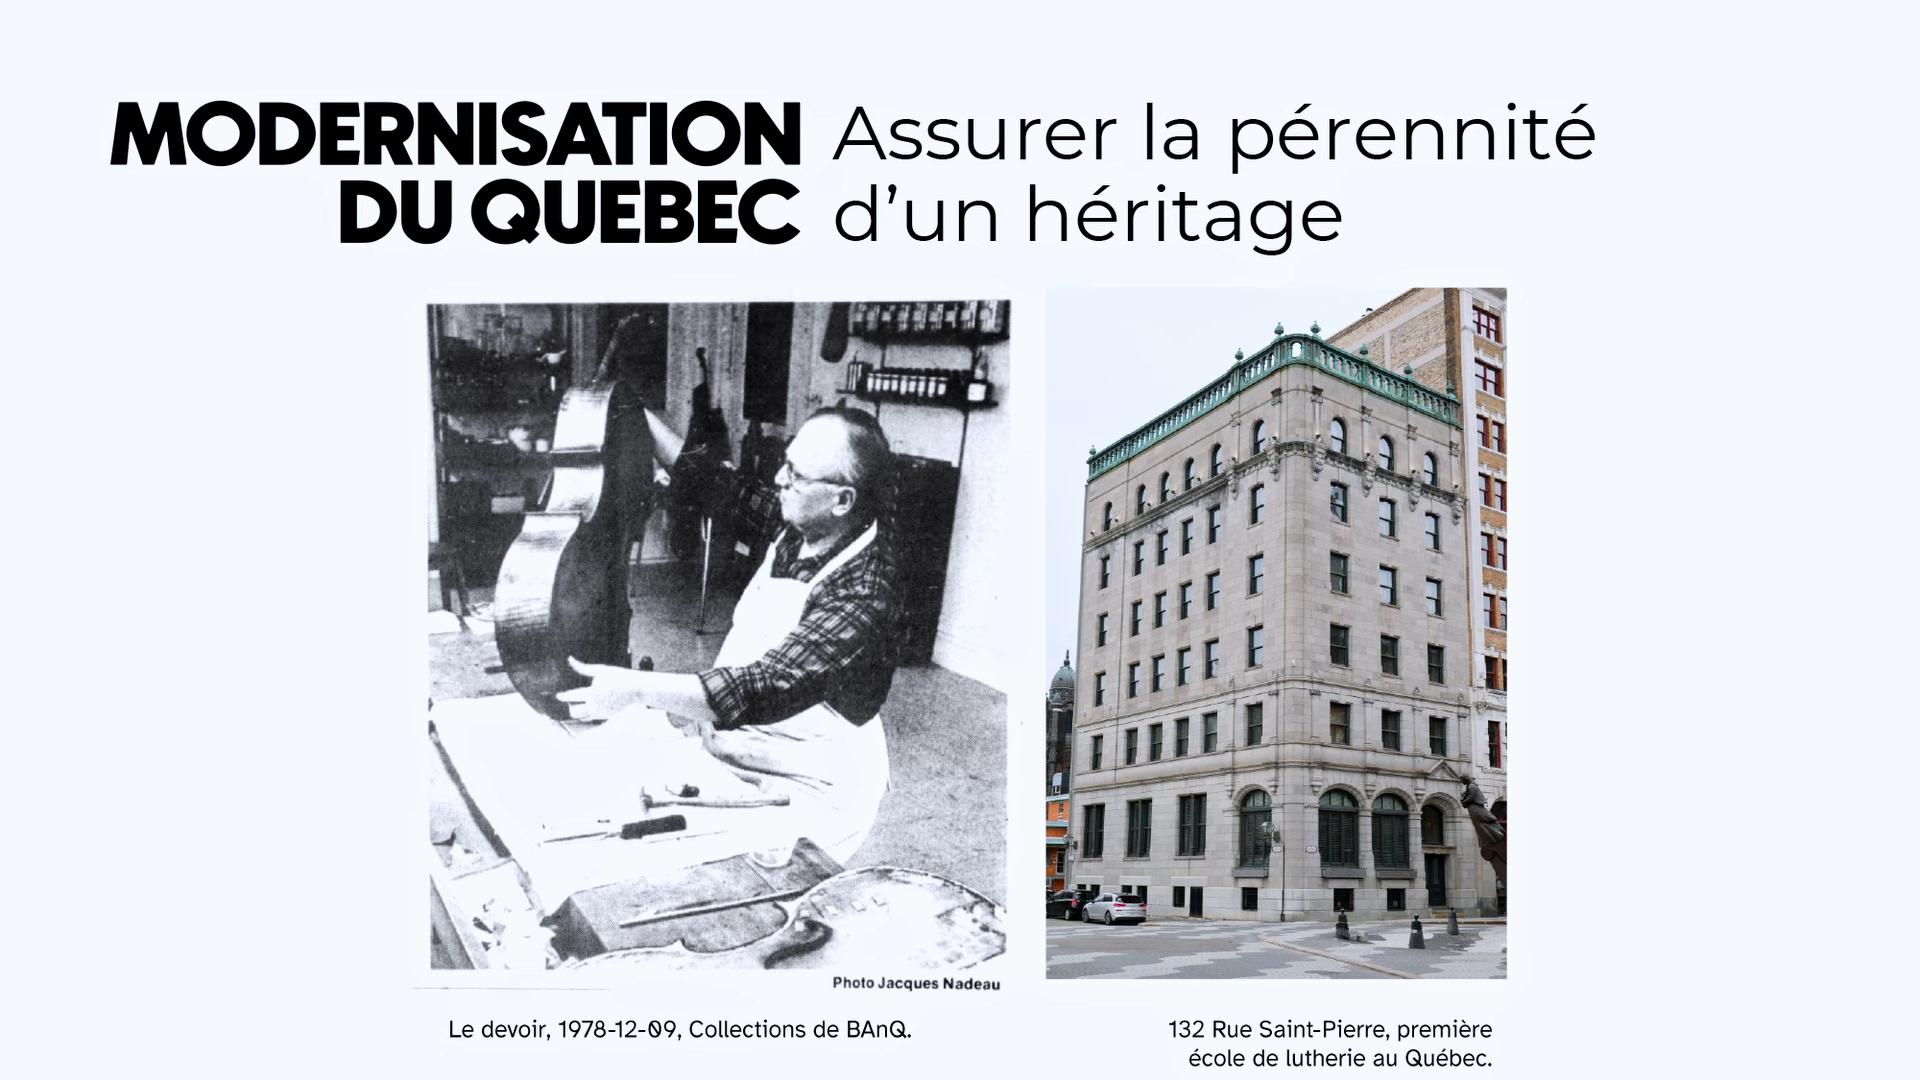 MODERNISATION
DU QUEBEC
Assurer la pérennité
d’un héritage
Photo Jacques Nadeau
Le devoir, 1978-12-09, Collections de BAnQ.
132 Rue Saint-Pierre, première
école de lutherie au Québec.